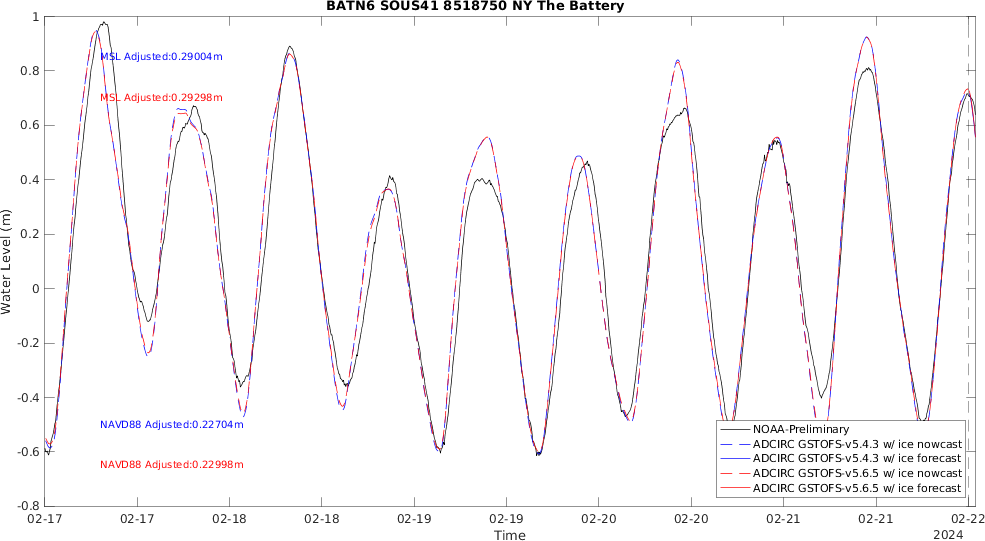 BATN6 SOUS41 8518750 NY The Battery
1
0.8
0.6
0.4
0.2
0
-0.2
-0.4
-0.6
-0.8
Water Level (m)
MSL Adjusted:0.29004m
MSL Adjusted:0.29298m
NAVD88 Adjusted:0.22704m
NAVD88 Adjusted:0.22998m
NOAA-Preliminary
ADCIRC GSTOFS-v5.4.3 w/ ice nowcast
ADCIRC GSTOFS-v5.4.3 w/ ice forecast
ADCIRC GSTOFS-v5.6.5 w/ ice nowcast
ADCIRC GSTOFS-v5.6.5 w/ ice forecast
02-17 02-17 02-18 02-18 02-19 02-19 02-20 02-20 02-21 02-21 02-22
2024
Time